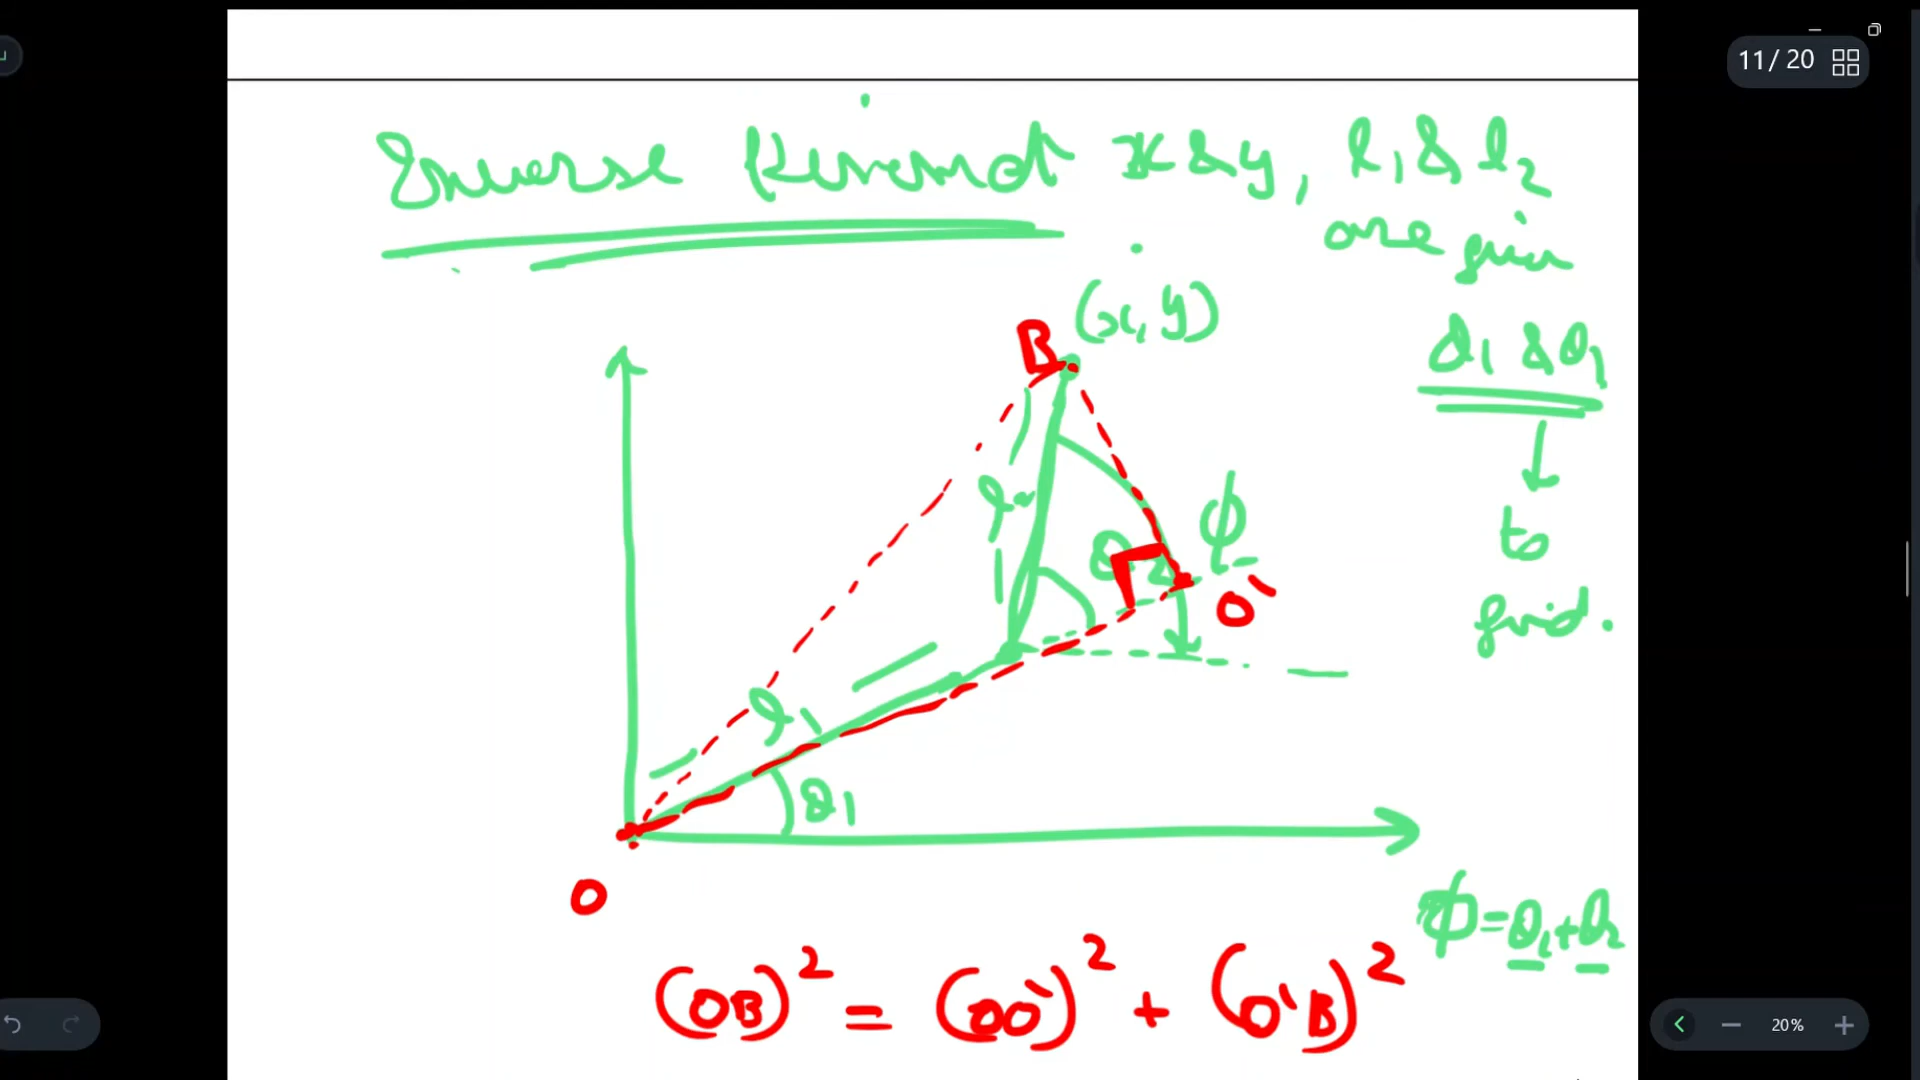 11/ 20
Inverse Kinemat x & y, l1 & l2
are given
(x, y)
B
θ1 & θ1
to
find.
l2
θ2
φ
O'
l1
θ1
O
φ = θ1 + θ2
(OB)² = (OO')² + (O'B)²
20%